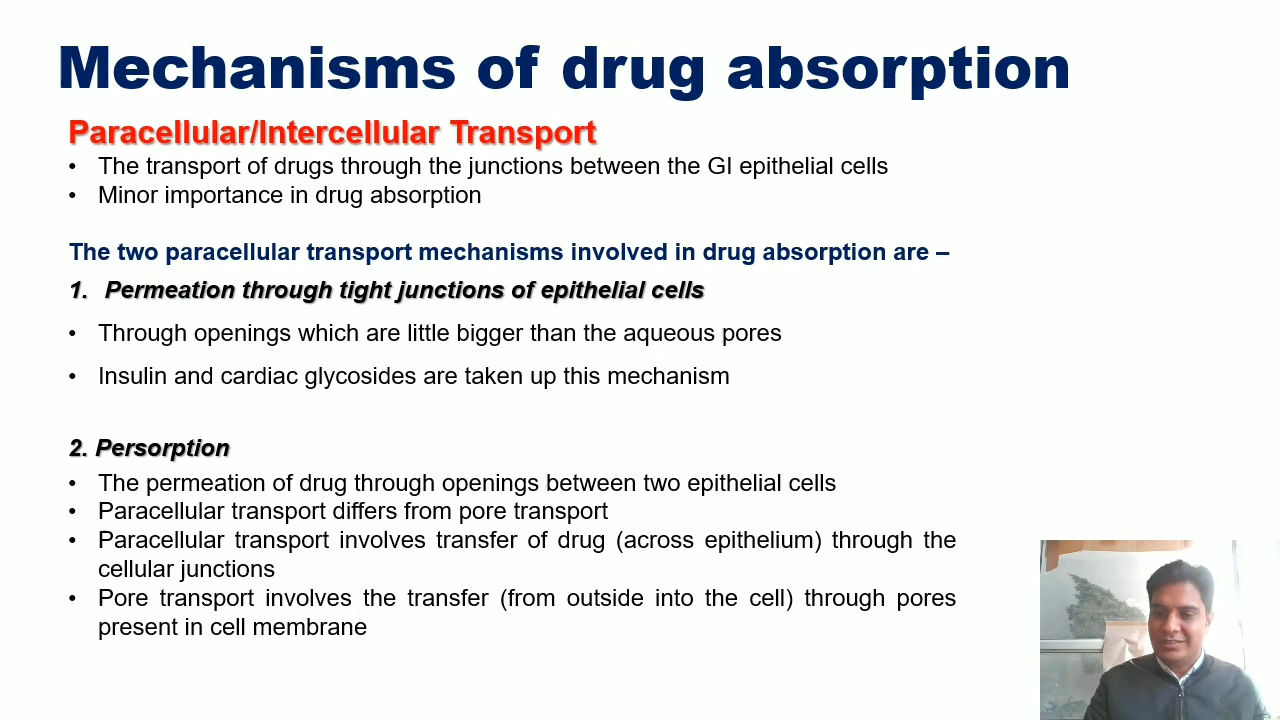 Mechanisms of drug absorption
Paracellular/Intercellular Transport
• The transport of drugs through the junctions between the GI epithelial cells
• Minor importance in drug absorption
The two paracellular transport mechanisms involved in drug absorption are –
1. Permeation through tight junctions of epithelial cells
• Through openings which are little bigger than the aqueous pores
• Insulin and cardiac glycosides are taken up this mechanism
2. Persorption
• The permeation of drug through openings between two epithelial cells
• Paracellular transport differs from pore transport
• Paracellular transport involves transfer of drug (across epithelium) through the
cellular junctions
• Pore transport involves the transfer (from outside into the cell) through pores
present in cell membrane